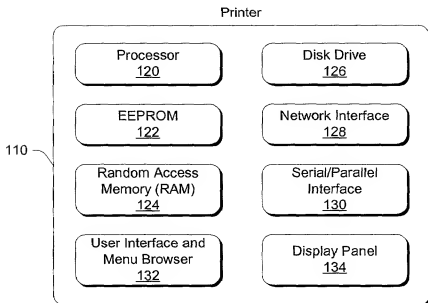 Printer
Processor
120
Disk Drive
126
EEPROM
122
Network Interface
128
110
Random Access
Memory (RAM)
124
Serial/Parallel
Interface
130
User Interface and
Menu Browser
132
Display Panel
134